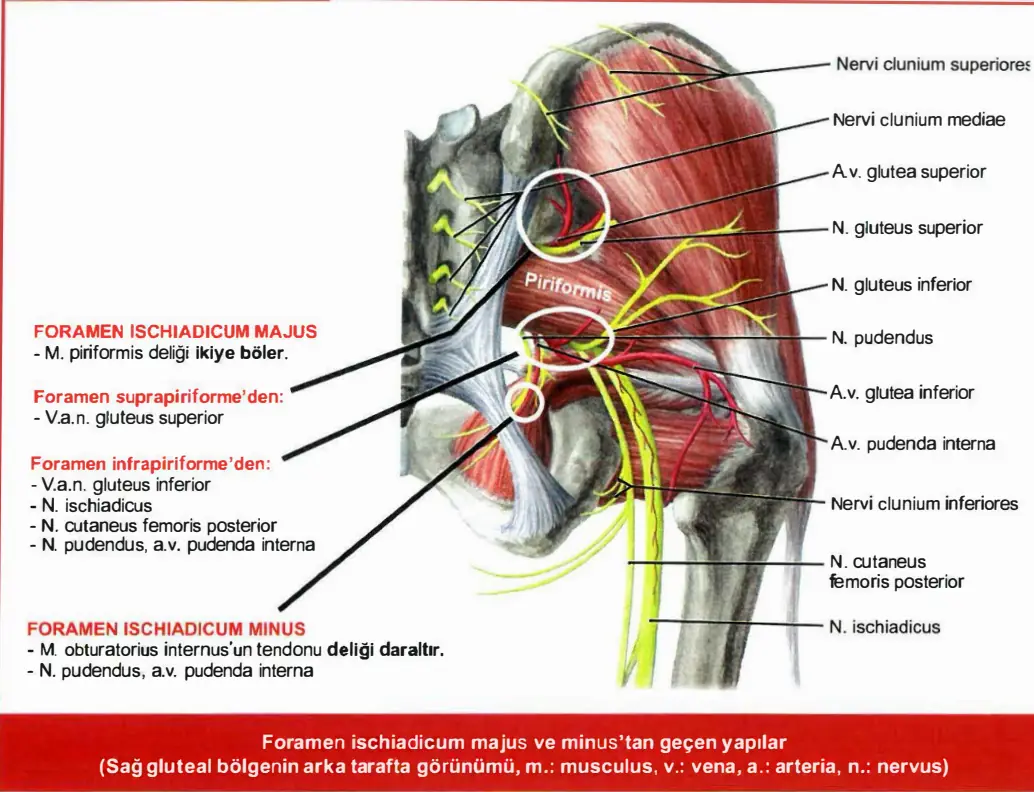 Nervi clunium superiores
Nervi clunium mediae
A.v. glutea superior
N. gluteus superior
Piriformis
N. gluteus inferior
N. pudendus
A.v. glutea inferior
A.v. pudenda interna
Nervi clunium inferiores
N. cutaneus
femoris posterior
N. ischiadicus
FORAMEN ISCHIADICUM MAJUS
- M. piriformis deliği ikiye böler.
Foramen suprapiriforme'den:
- V.a.n. gluteus superior
Foramen infrapiriforme'den:
- V.a.n. gluteus inferior
- N. ischiadicus
- N. cutaneus femoris posterior
- N. pudendus, a.v. pudenda interna
FORAMEN ISCHIADICUM MINUS
- M. obturatorius internus'un tendonu deliği daraltır.
- N. pudendus, a.v. pudenda interna
Foramen ischiadicum majus ve minus'tan geçen yapılar
(Sağ gluteal bölgenin arka tarafta görünümü, m.: musculus, v.: vena, a.: arteria, n.: nervus)